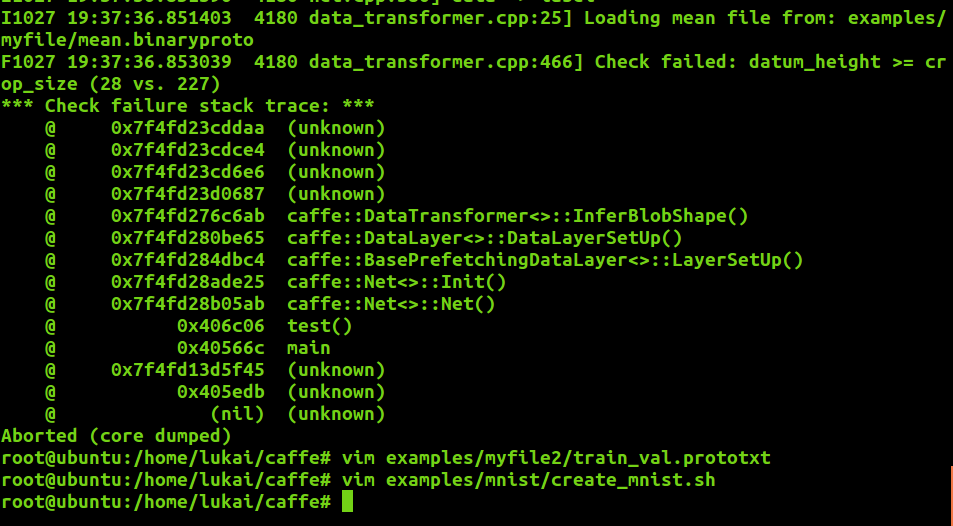 I1027 19:37:36.851403  4180 data_transformer.cpp:25] Loading mean file from: examples/
myfile/mean.binaryproto
F1027 19:37:36.853039  4180 data_transformer.cpp:466] Check failed: datum_height >= cr
op_size (28 vs. 227)
*** Check failure stack trace: ***
    @     0x7f4fd23cddaa  (unknown)
    @     0x7f4fd23cdce4  (unknown)
    @     0x7f4fd23cd6e6  (unknown)
    @     0x7f4fd23d0687  (unknown)
    @     0x7f4fd276c6ab  caffe::DataTransformer<>::InferBlobShape()
    @     0x7f4fd280be65  caffe::DataLayer<>::DataLayerSetUp()
    @     0x7f4fd284dbc4  caffe::BasePrefetchingDataLayer<>::LayerSetUp()
    @     0x7f4fd28ade25  caffe::Net<>::Init()
    @     0x7f4fd28b05ab  caffe::Net<>::Net()
    @           0x406c06  test()
    @           0x40566c  main
    @     0x7f4fd13d5f45  (unknown)
    @           0x405edb  (unknown)
    @              (nil)  (unknown)
Aborted (core dumped)
root@ubuntu:/home/lukai/caffe# vim examples/myfile2/train_val.prototxt
root@ubuntu:/home/lukai/caffe# vim examples/mnist/create_mnist.sh
root@ubuntu:/home/lukai/caffe#